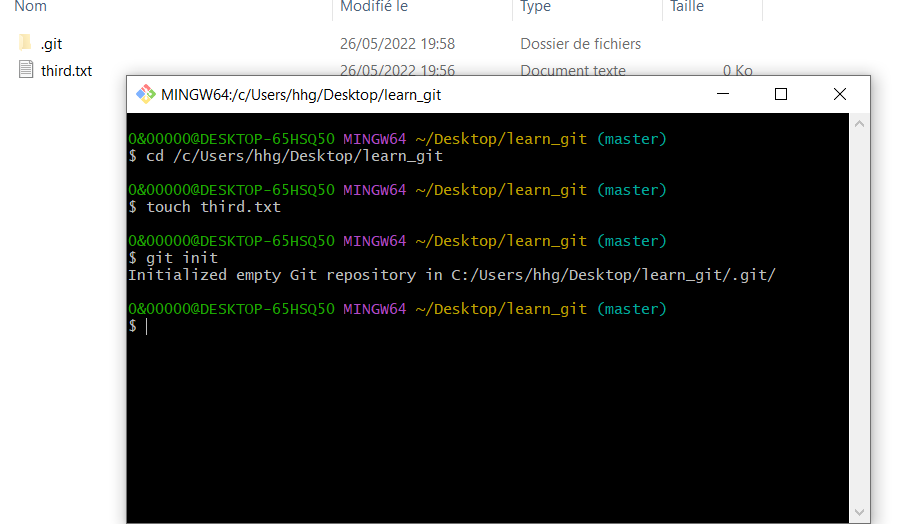 Nom Modifié le Type Taille
.git 26/05/2022 19:58 Dossier de fichiers
third.txt 26/05/2022 19:56 Document texte 0 Ko
MINGW64:/c/Users/hhg/Desktop/learn_git
0&00000@DESKTOP-65HSQ5O MINGW64 ~/Desktop/learn_git (master)
$ cd /c/Users/hhg/Desktop/learn_git
0&00000@DESKTOP-65HSQ5O MINGW64 ~/Desktop/learn_git (master)
$ touch third.txt
0&00000@DESKTOP-65HSQ5O MINGW64 ~/Desktop/learn_git (master)
$ git init
Initialized empty Git repository in C:/Users/hhg/Desktop/learn_git/.git/
0&00000@DESKTOP-65HSQ5O MINGW64 ~/Desktop/learn_git (master)
$